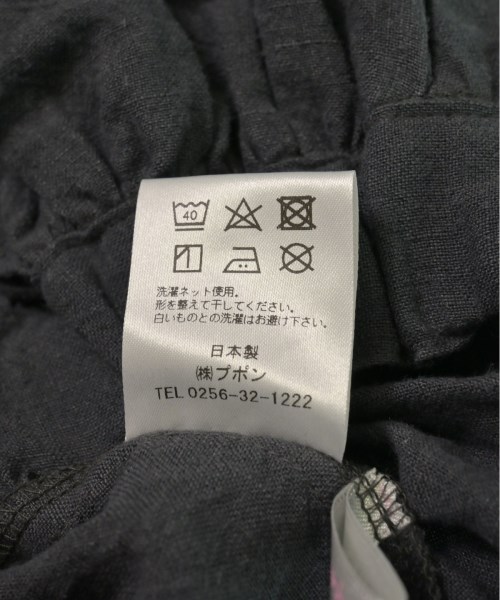 40
洗濯ネット使用。
形を整えて干してください。
白いものとの洗濯はお避け下さい。
日本製
㈱プポン
TEL 0256-32-1222